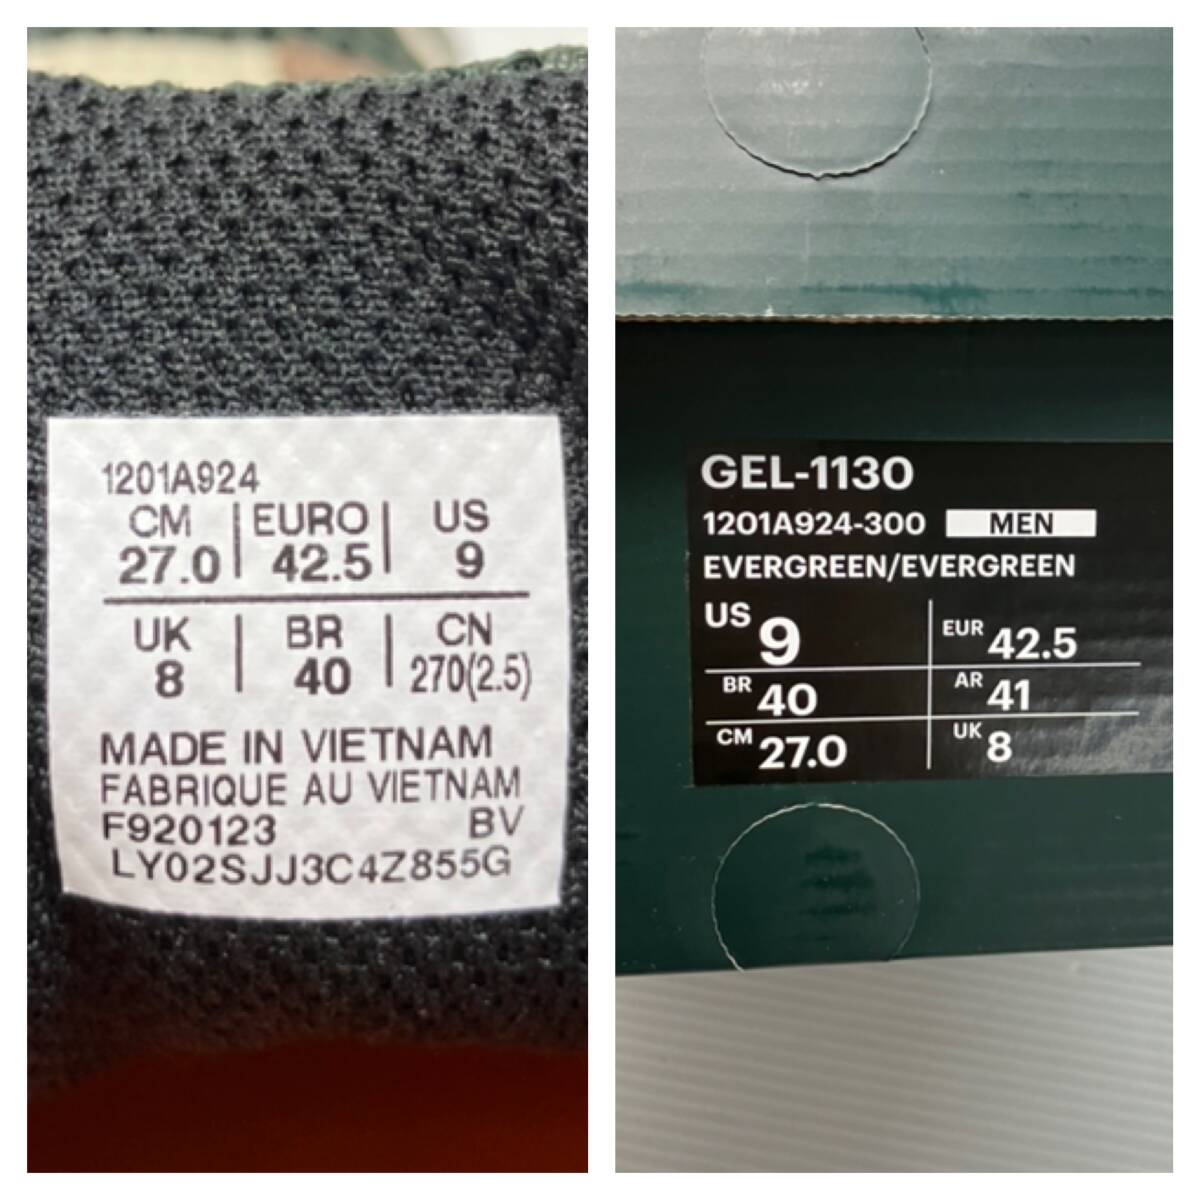 1201A924
CM EURO US
27.0 42.5 9
UK BR CN
8 40 270(2.5)
MADE IN VIETNAM
FABRIQUE AU VIETNAM
F920123 BV
LY02SJJ3C4Z855G
GEL-1130
1201A924-300 MEN
EVERGREEN/EVERGREEN
US 9 EUR 42.5
BR 40 AR 41
CM 27.0 UK 8